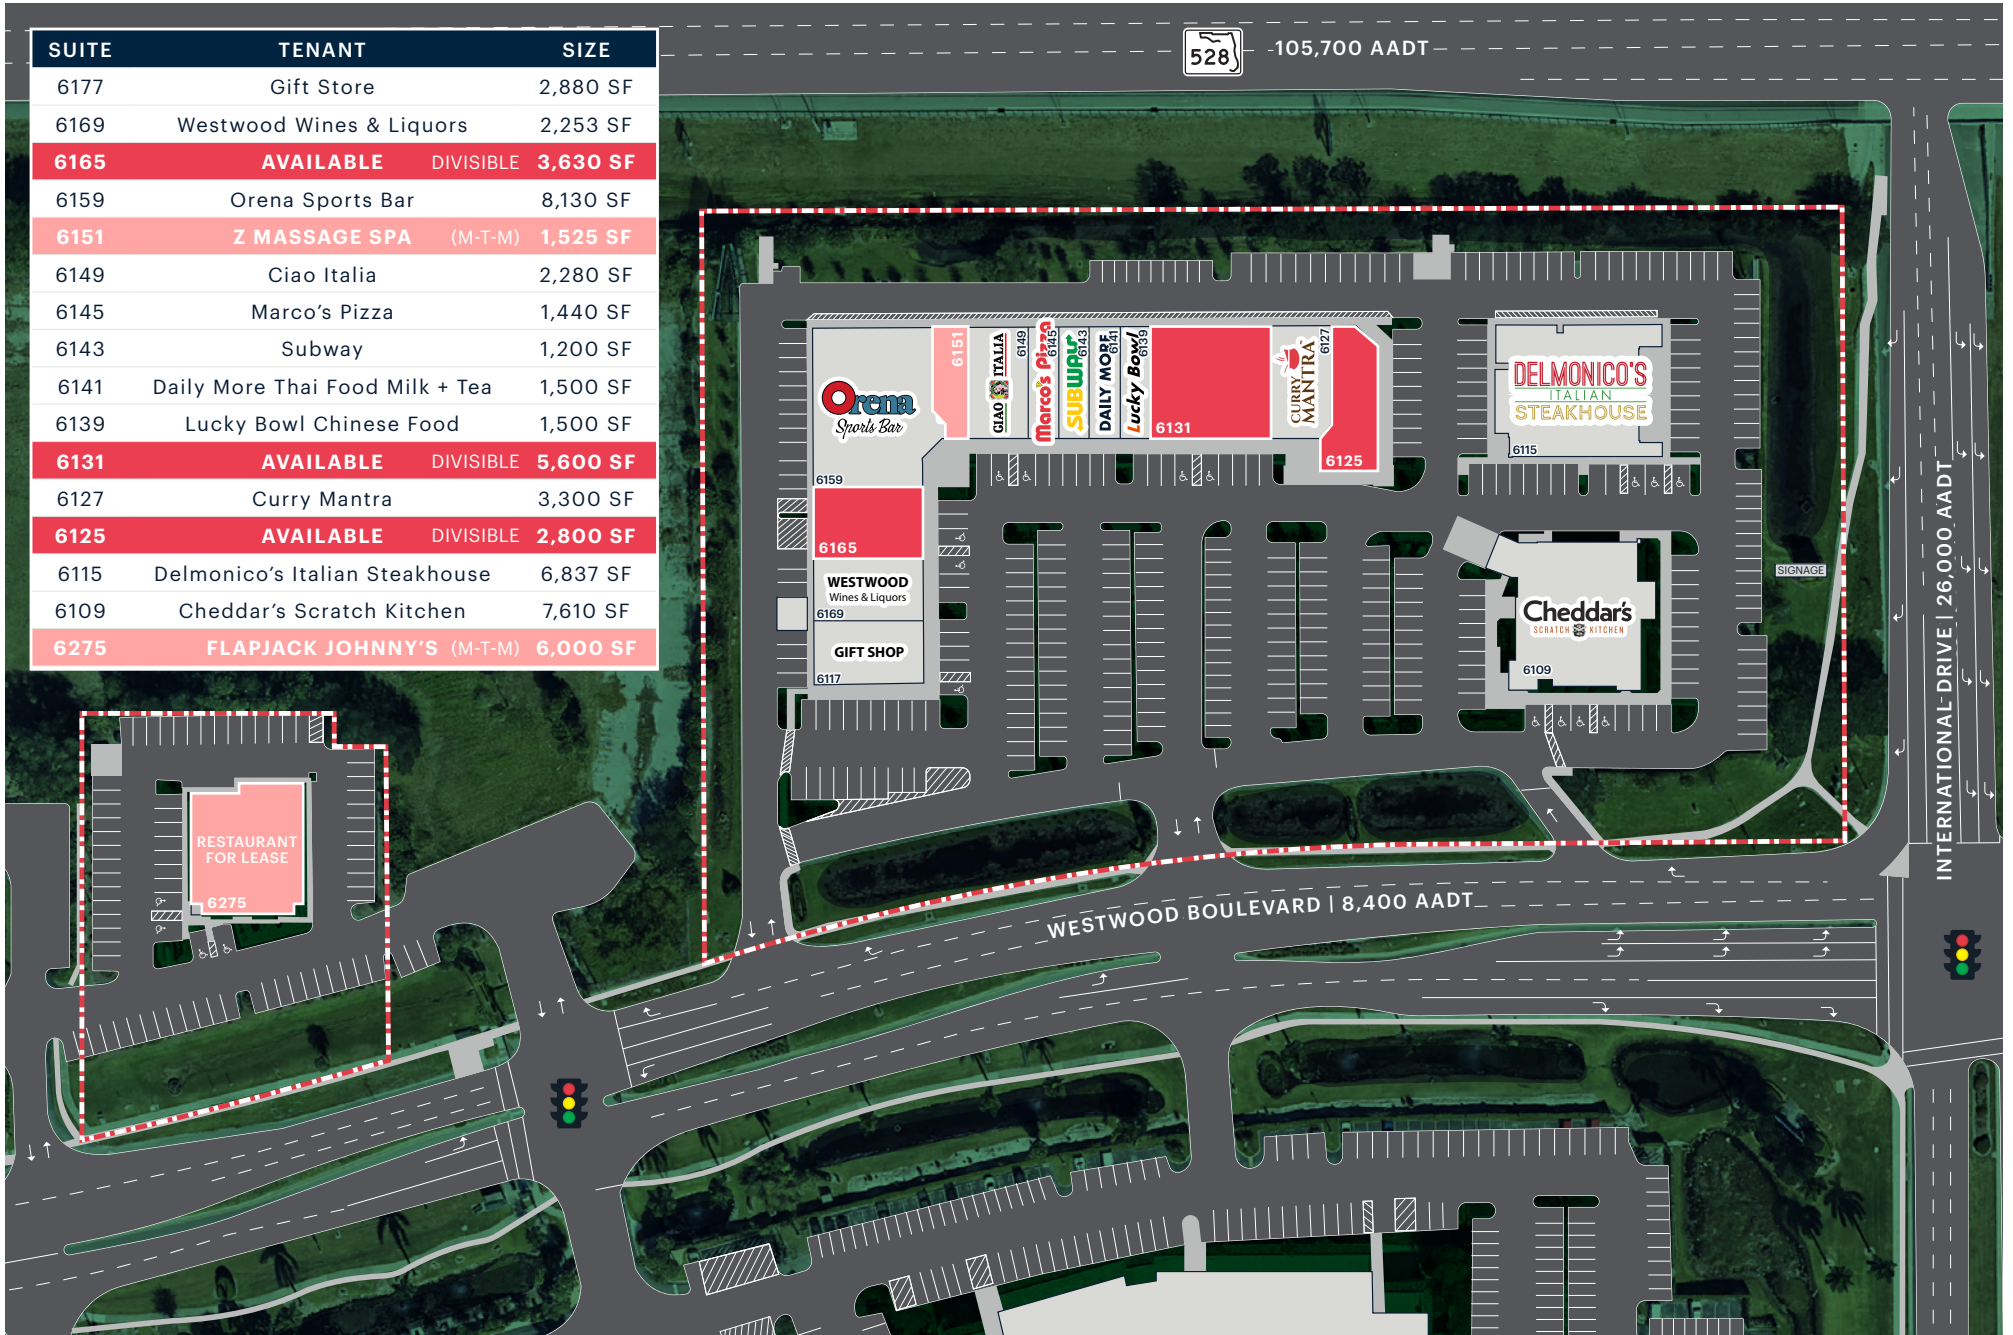 SUITE TENANT SIZE
6177 Gift Store 2,880 SF
6169 Westwood Wines & Liquors 2,253 SF
6165 AVAILABLE DIVISIBLE 3,630 SF
6159 Orena Sports Bar 8,130 SF
6151 Z MASSAGE SPA (M-T-M) 1,525 SF
6149 Ciao Italia 2,280 SF
6145 Marco's Pizza 1,440 SF
6143 Subway 1,200 SF
6141 Daily More Thai Food Milk + Tea 1,500 SF
6139 Lucky Bowl Chinese Food 1,500 SF
6131 AVAILABLE DIVISIBLE 5,600 SF
6127 Curry Mantra 3,300 SF
6125 AVAILABLE DIVISIBLE 2,800 SF
6115 Delmonico's Italian Steakhouse 6,837 SF
6109 Cheddar's Scratch Kitchen 7,610 SF
6275 FLAPJACK JOHNNY'S (M-T-M) 6,000 SF
528
105,700 AADT
Orena
Sports Bar
6159
6151
CIAO ITALIA
6149
Marco's Pizza
6145
SUBWAY
6143
DAILY MORE
6141
Lucky Bowl
6139
6131
CURRY
MANTRA
6127
6125
DELMONICO'S
ITALIAN
STEAKHOUSE
6115
6165
WESTWOOD
Wines & Liquors
6169
GIFT SHOP
6117
Cheddar's
SCRATCH KITCHEN
6109
SIGNAGE
INTERNATIONAL DRIVE | 26,000 AADT
RESTAURANT
FOR LEASE
6275
WESTWOOD BOULEVARD | 8,400 AADT